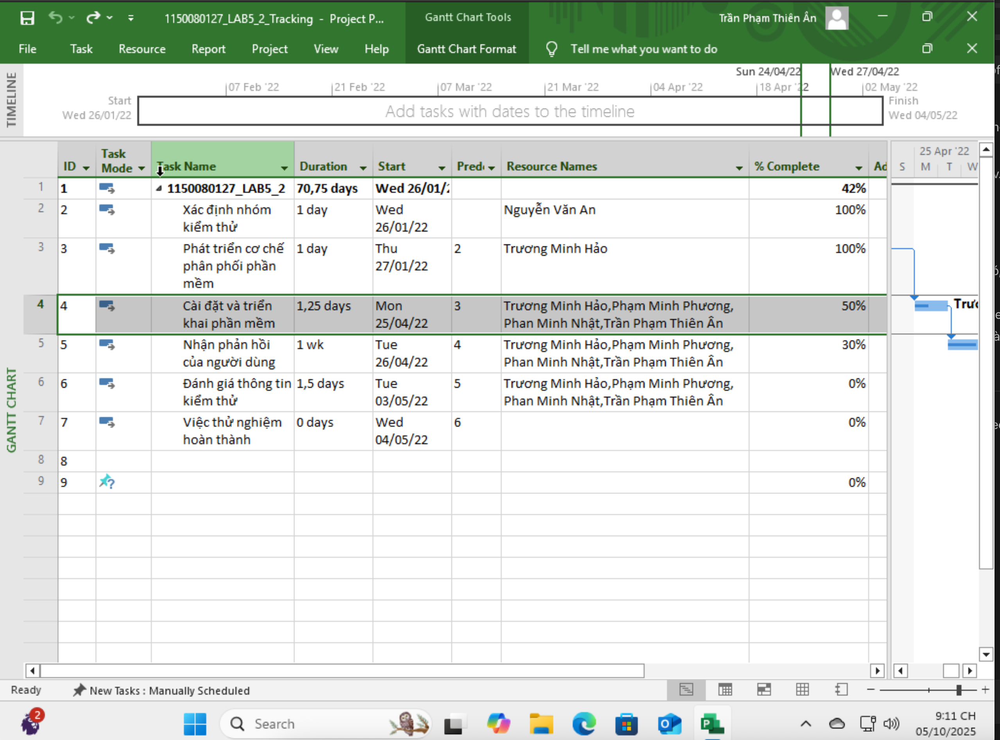 1150080127_LAB5_2_Tracking - Project P...
Gantt Chart Tools
Trần Phạm Thiên Ân
File Task Resource Report Project View Help Gantt Chart Format Tell me what you want to do
TIMELINE
Sun 24/04/22 Wed 27/04/22
07 Feb '22 21 Feb '22 07 Mar '22 21 Mar '22 04 Apr '22 18 Apr '22 02 May '22
Start
Wed 26/01/22
Add tasks with dates to the timeline
Finish
Wed 04/05/22
GANTT CHART
ID Task Mode Task Name Duration Start Prede Resource Names % Complete Ad
25 Apr '22
S M T W
1 1 1150080127_LAB5_2 70,75 days Wed 26/01/2 42%
2 2 Xác định nhóm 1 day Wed Nguyễn Văn An 100%
kiểm thử 26/01/22
3 3 Phát triển cơ chế 1 day Thu 2 Trương Minh Hảo 100%
phân phối phần 27/01/22
mềm
4 4 Cài đặt và triển 1,25 days Mon 3 Trương Minh Hảo,Phạm Minh Phương, 50% Trươ
khai phần mềm 25/04/22 Phan Minh Nhật,Trần Phạm Thiên Ân
5 5 Nhận phản hồi 1 wk Tue 4 Trương Minh Hảo,Phạm Minh Phương, 30%
của người dùng 26/04/22 Phan Minh Nhật,Trần Phạm Thiên Ân
6 6 Đánh giá thông tin 1,5 days Tue 5 Trương Minh Hảo,Phạm Minh Phương, 0%
kiểm thử 03/05/22 Phan Minh Nhật,Trần Phạm Thiên Ân
7 7 Việc thử nghiệm 0 days Wed 6 0%
hoàn thành 04/05/22
8 8
9 9 0%
Ready New Tasks : Manually Scheduled
2
Search
9:11 CH
05/10/2025